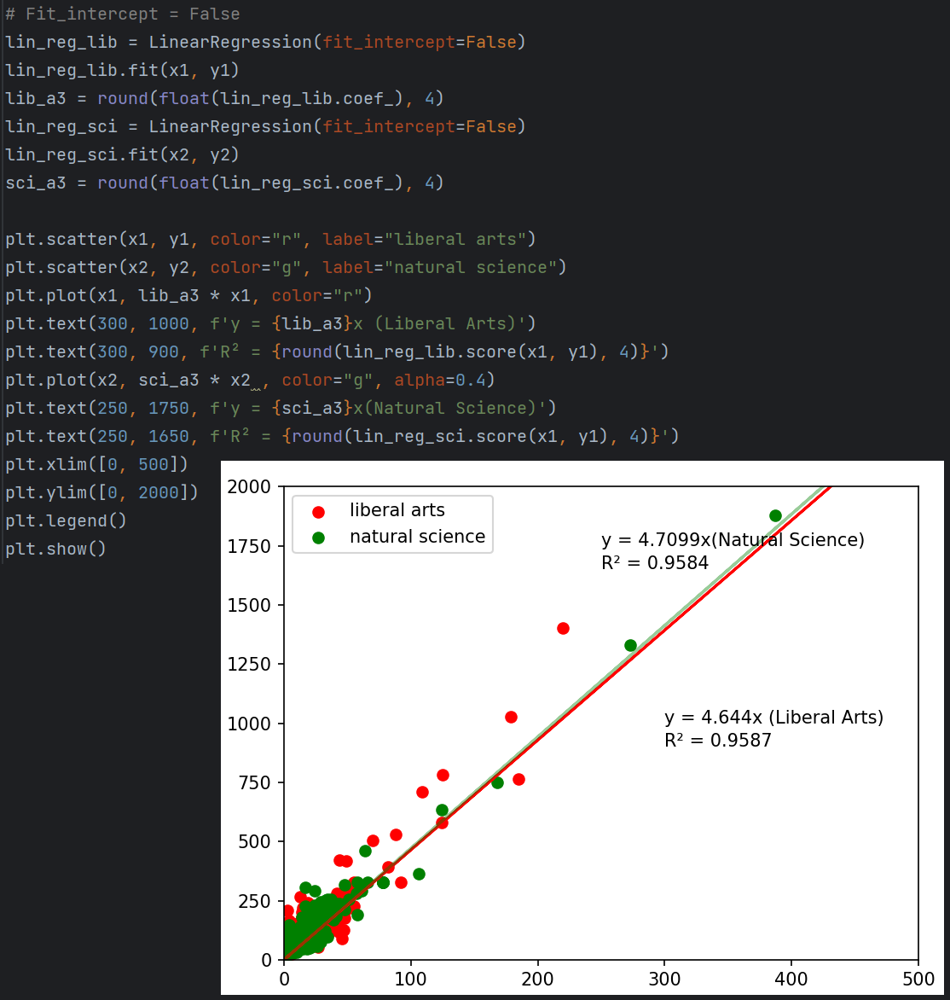 # Fit_intercept = False
lin_reg_lib = LinearRegression(fit_intercept=False)
lin_reg_lib.fit(x1, y1)
lib_a3 = round(float(lin_reg_lib.coef_), 4)
lin_reg_sci = LinearRegression(fit_intercept=False)
lin_reg_sci.fit(x2, y2)
sci_a3 = round(float(lin_reg_sci.coef_), 4)
plt.scatter(x1, y1, color="r", label="liberal arts")
plt.scatter(x2, y2, color="g", label="natural science")
plt.plot(x1, lib_a3 * x1, color="r")
plt.text(300, 1000, f'y = {lib_a3}x (Liberal Arts)')
plt.text(300, 900, f'R² = {round(lin_reg_lib.score(x1, y1), 4)}')
plt.plot(x2, sci_a3 * x2 , color="g", alpha=0.4)
plt.text(250, 1750, f'y = {sci_a3}x(Natural Science)')
plt.text(250, 1650, f'R² = {round(lin_reg_sci.score(x1, y1), 4)}')
plt.xlim([0, 500])
plt.ylim([0, 2000])
plt.legend()
plt.show()
2000
liberal arts
natural science
1750
y = 4.7099x(Natural Science)
R² = 0.9584
1500
1250
1000
y = 4.644x (Liberal Arts)
R² = 0.9587
750
500
250
0
0 100 200 300 400 500